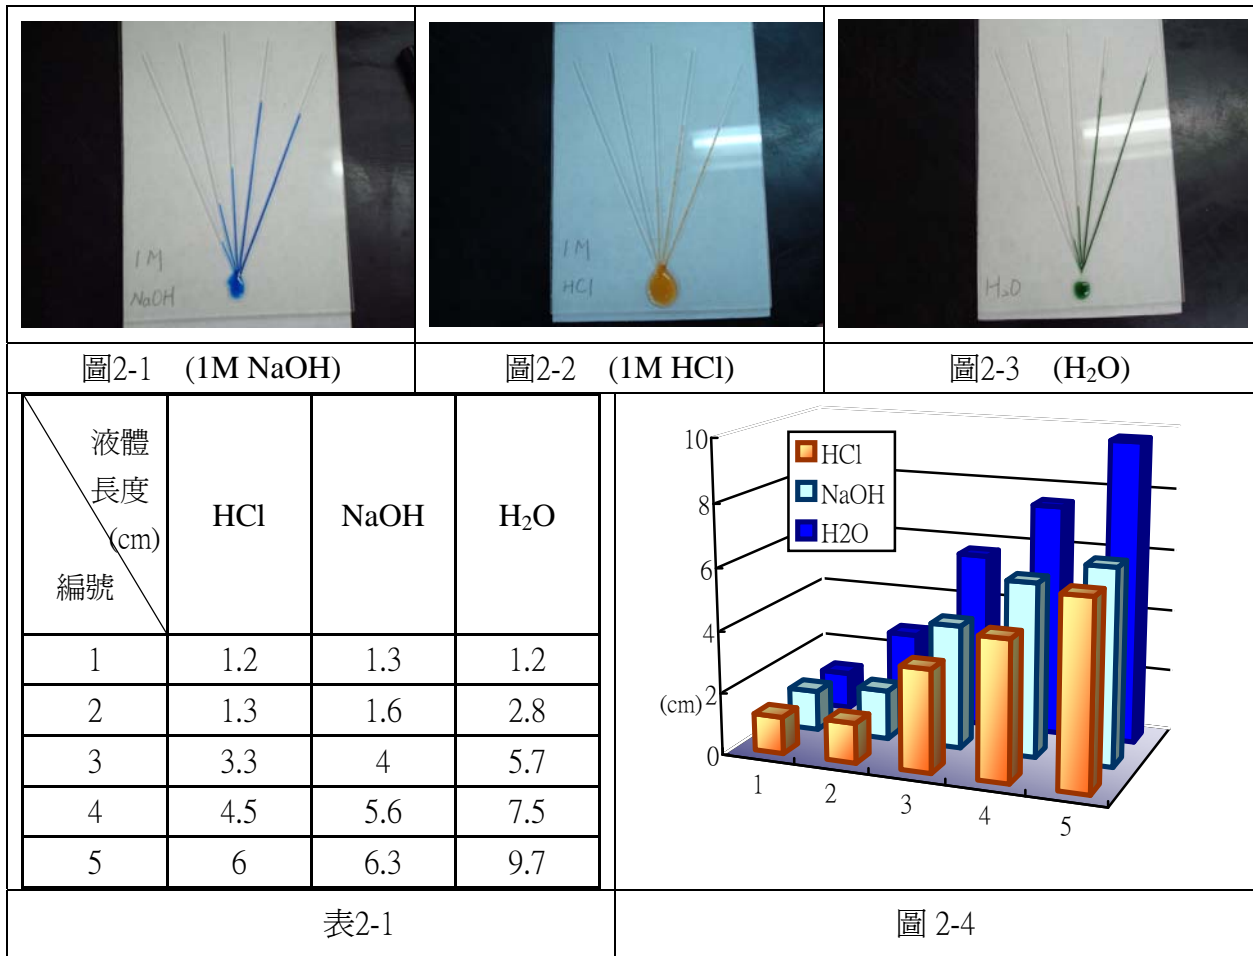 1 M
NaOH
1 M
HCl
H₂O
圖2-1 (1M NaOH)
圖2-2 (1M HCl)
圖2-3 (H₂O)
液體
長度
(cm)
編號
HCl
NaOH
H₂O
1 1.2 1.3 1.2
2 1.3 1.6 2.8
3 3.3 4 5.7
4 4.5 5.6 7.5
5 6 6.3 9.7
表2-1
10
8
6
4
(cm) 2
0
HCl
NaOH
H2O
1 2 3 4 5
圖 2-4